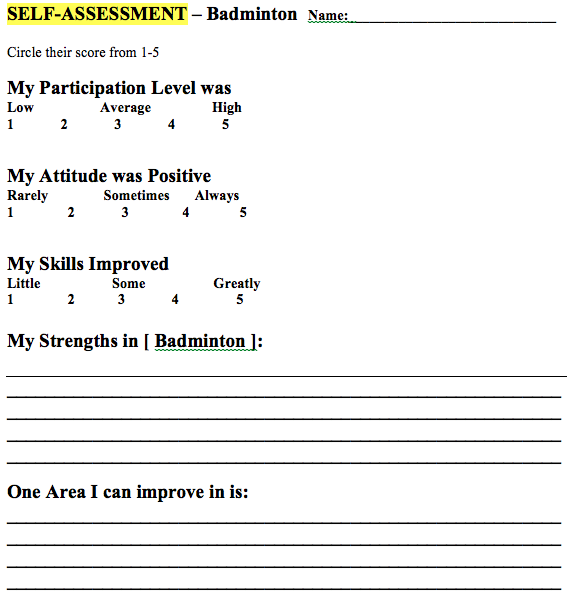 SELF-ASSESSMENT – Badminton Name:____________________________
Circle their score from 1-5
My Participation Level was
Low Average High
1 2 3 4 5
My Attitude was Positive
Rarely Sometimes Always
1 2 3 4 5
My Skills Improved
Little Some Greatly
1 2 3 4 5
My Strengths in [ Badminton ]:
One Area I can improve in is: